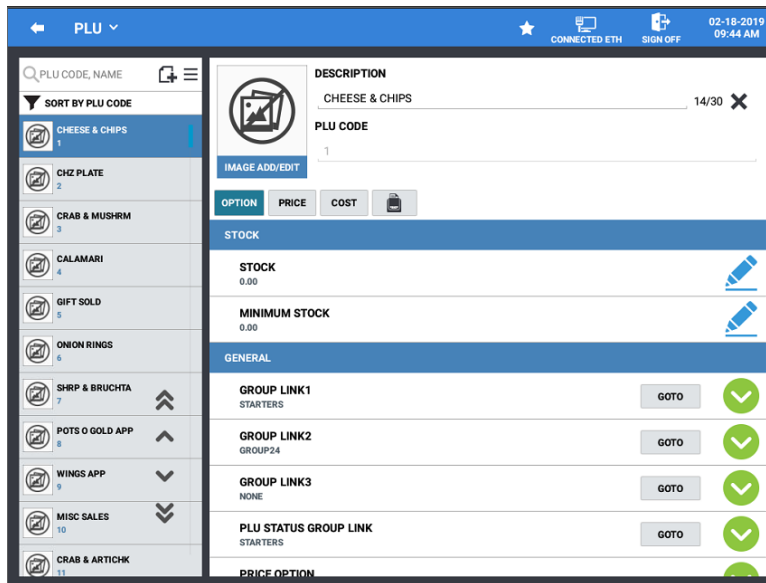 PLU
CONNECTED ETH
SIGN OFF
02-18-2019
09:44 AM
PLU CODE, NAME
SORT BY PLU CODE
CHEESE & CHIPS
1
CHZ PLATE
2
CRAB & MUSHRM
3
CALAMARI
4
GIFT SOLD
5
ONION RINGS
6
SHRP & BRUCHTA
7
POTS O GOLD APP
8
WINGS APP
9
MISC SALES
10
CRAB & ARTICHK
11
IMAGE ADD/EDIT
DESCRIPTION
CHEESE & CHIPS
14/30
PLU CODE
1
OPTION PRICE COST
STOCK
STOCK
0.00
MINIMUM STOCK
0.00
GENERAL
GROUP LINK1
STARTERS
GOTO
GROUP LINK2
GROUP24
GOTO
GROUP LINK3
NONE
GOTO
PLU STATUS GROUP LINK
STARTERS
GOTO
PRICE OPTION